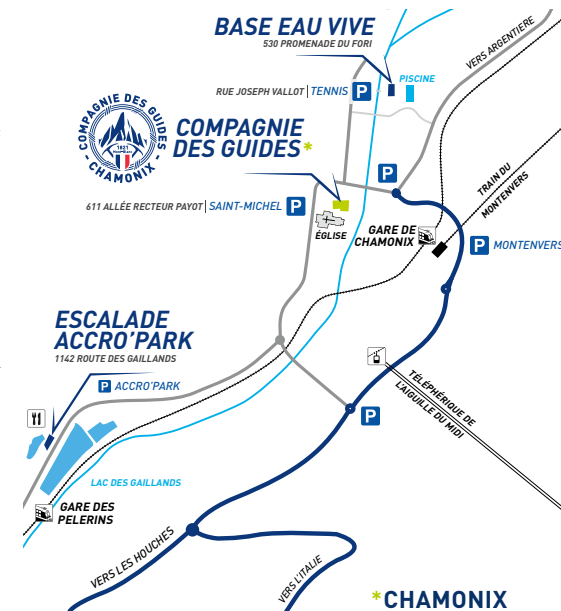 BASE EAU VIVE
530 PROMENADE DU FORI
VERS ARGENTIERE
PISCINE
RUE JOSEPH VALLOT | TENNIS P
COMPAGNIE DES GUIDES
1821
CHAMONIX
COMPAGNIE
DES GUIDES*
P
611 ALLÉE RECTEUR PAYOT | SAINT-MICHEL P
ÉGLISE
TRAIN DU
MONTENVERS
GARE DE
CHAMONIX
P MONTENVERS
ESCALADE
ACCRO'PARK
1142 ROUTE DES GAILLANDS
P ACCRO'PARK
TÉLÉPHÉRIQUE DE
L'AIGUILLE DU MIDI
P
LAC DES GAILLANDS
GARE DES
PELERINS
VERS LES HOUCHES
VERS L'ITALIE
*CHAMONIX